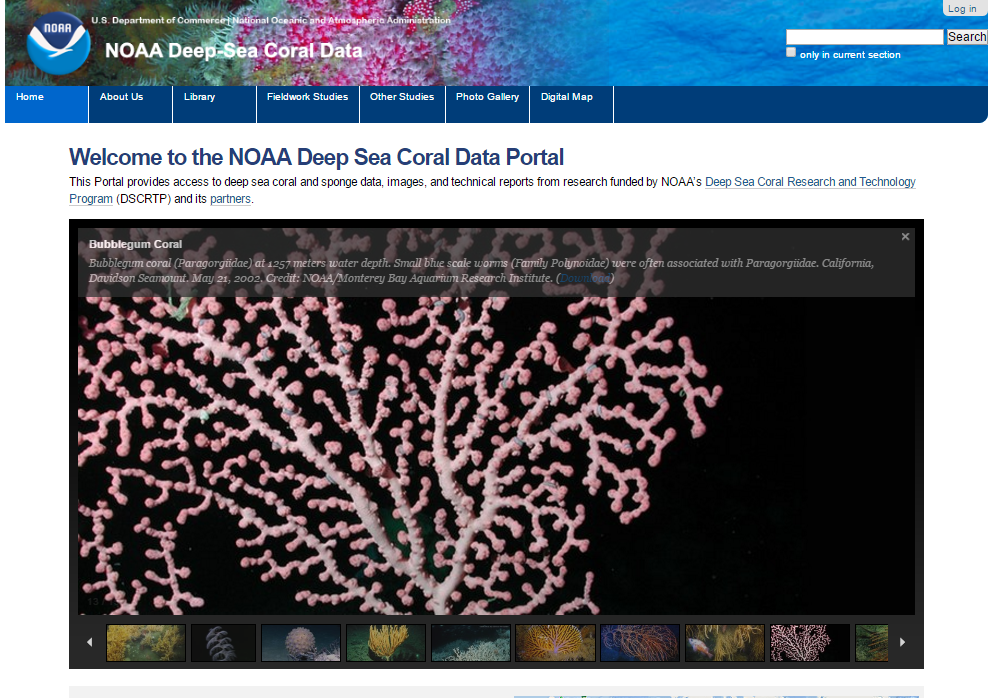 Log in
U.S. Department of Commerce | National Oceanic and Atmospheric Administration
NOAA
NOAA Deep-Sea Coral Data
Search
only in current section
Home About Us Library Fieldwork Studies Other Studies Photo Gallery Digital Map
Welcome to the NOAA Deep Sea Coral Data Portal
This Portal provides access to deep sea coral and sponge data, images, and technical reports from research funded by NOAA's Deep Sea Coral Research and Technology
Program (DSCRTP) and its partners.
Bubblegum Coral
Bubblegum coral (Paragorgiidae) at 1257 meters water depth. Small blue scale worms (Family Polynoidae) were often associated with Paragorgiidae. California,
Davidson Seamount. May 21, 2002. Credit: NOAA/Monterey Bay Aquarium Research Institute. (Download)